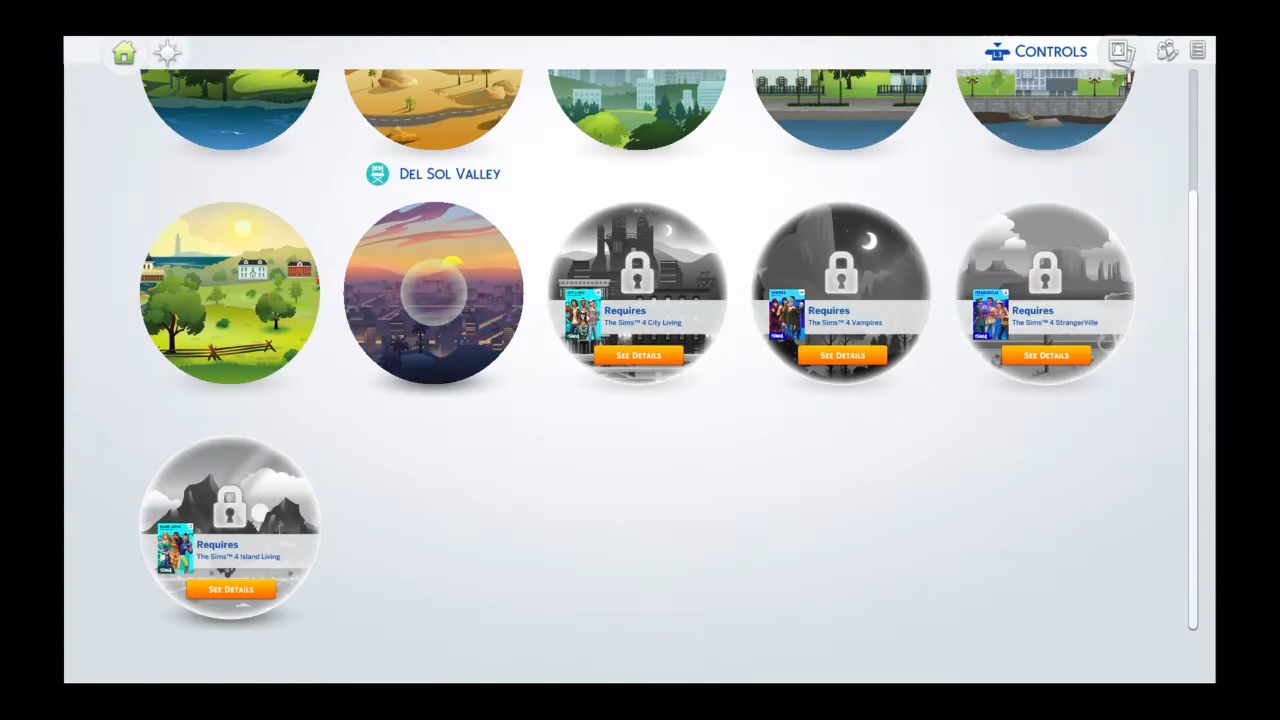 L3 CONTROLS
DEL SOL VALLEY
Requires
The Sims™ 4 City Living
SEE DETAILS
Requires
The Sims™ 4 Vampires
SEE DETAILS
Requires
The Sims™ 4 StrangerVille
SEE DETAILS
Requires
The Sims™ 4 Island Living
SEE DETAILS